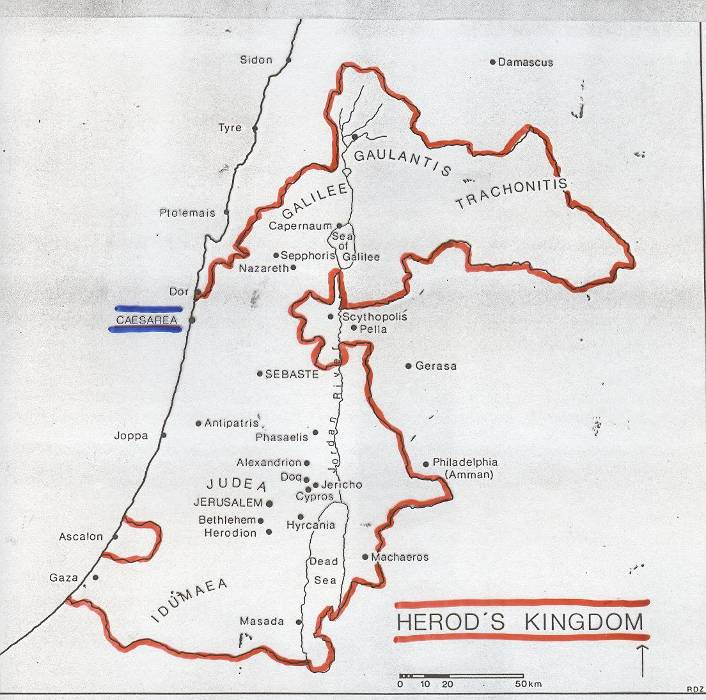 Sidon
Damascus
Tyre
GAULANTIS
GALILEE
TRACHONITIS
Ptolemais
Capernaum
Sea
of
Galilee
Sepphoris
Nazareth
Dor
CAESAREA
Scythopolis
Pella
SEBASTE
Gerasa
Jordan River
Antipatris
Joppa
Phasaelis
Alexandrion
Philadelphia
(Amman)
Doq
JUDEA
Jericho
Cypros
JERUSALEM
Bethlehem
Hyrcania
Herodion
Ascalon
Machaeros
Dead
Sea
Gaza
IDUMAEA
Masada
HEROD'S KINGDOM
0 10 20 50km
RDZ